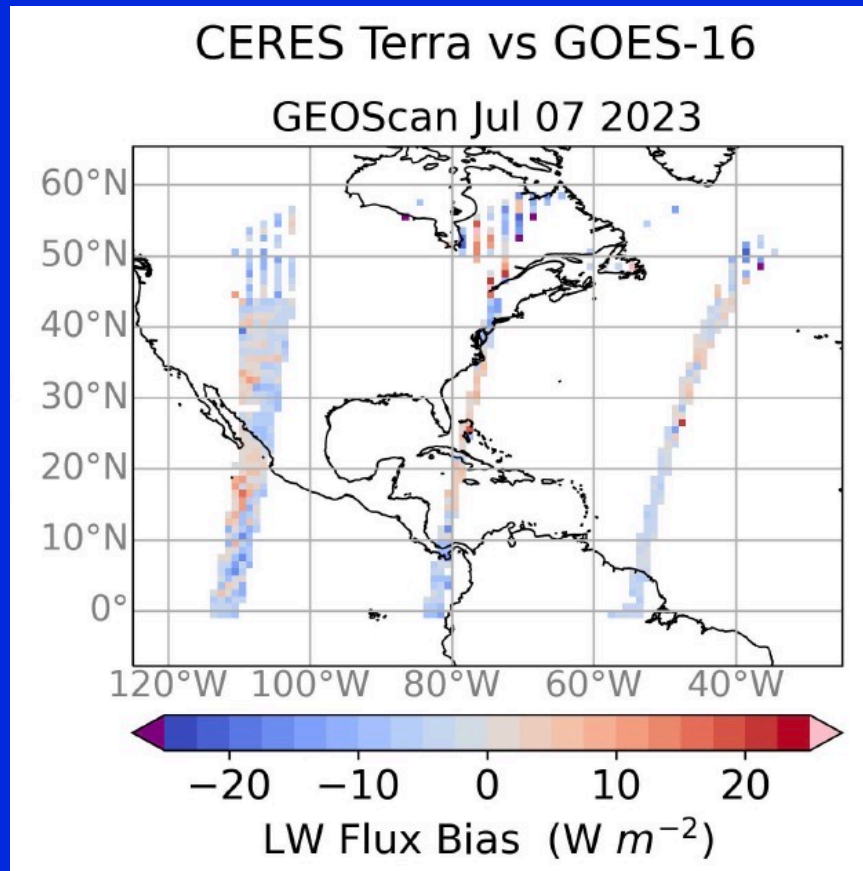 CERES Terra vs GOES-16
GEOScan Jul 07 2023
60°N
50°N
40°N
30°N
20°N
10°N
0°
120°W 100°W 80°W 60°W 40°W
−20 −10 0 10 20
LW Flux Bias (W m⁻²)